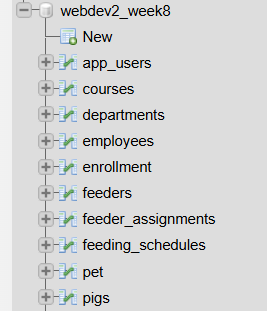 webdev2_week8
New
app_users
courses
departments
employees
enrollment
feeders
feeder_assignments
feeding_schedules
pet
pigs